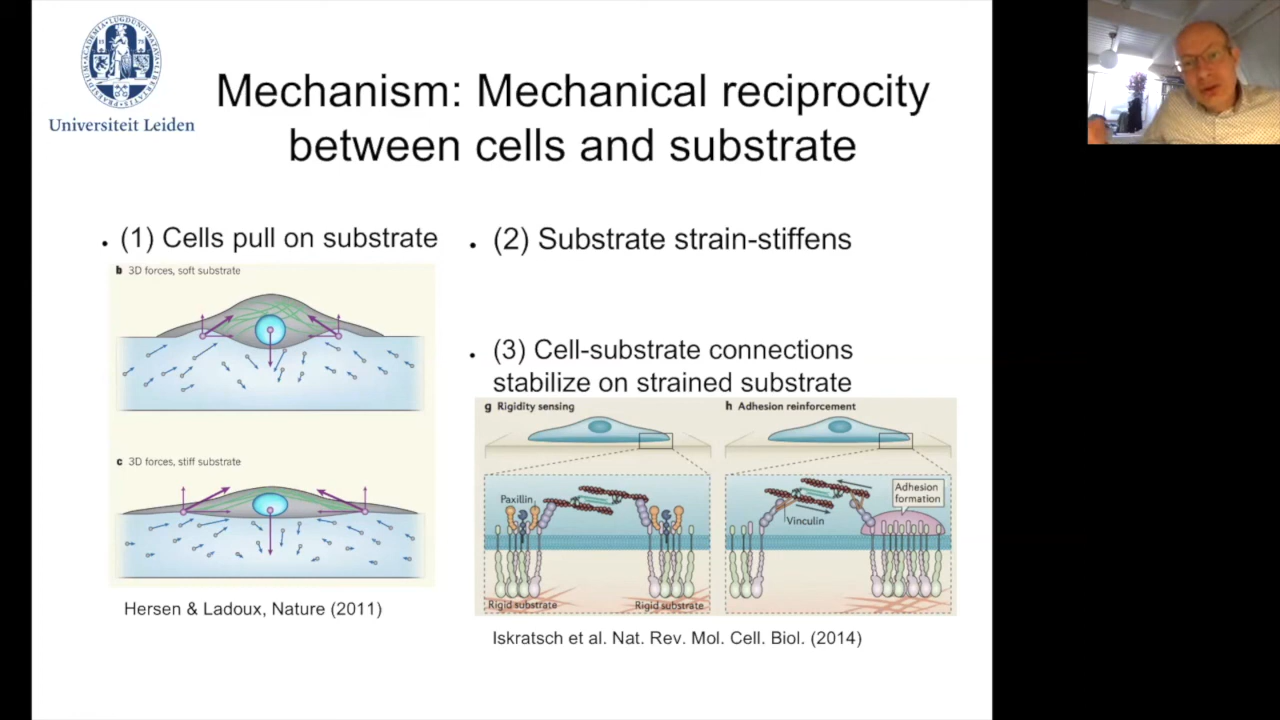 Universiteit Leiden
Mechanism: Mechanical reciprocity
between cells and substrate
• (1) Cells pull on substrate
b 3D forces, soft substrate
c 3D forces, stiff substrate
Hersen & Ladoux, Nature (2011)
• (2) Substrate strain-stiffens
• (3) Cell-substrate connections
stabilize on strained substrate
g Rigidity sensing
Paxillin
Rigid substrate
Rigid substrate
h Adhesion reinforcement
Adhesion
formation
Vinculin
Iskratsch et al. Nat. Rev. Mol. Cell. Biol. (2014)